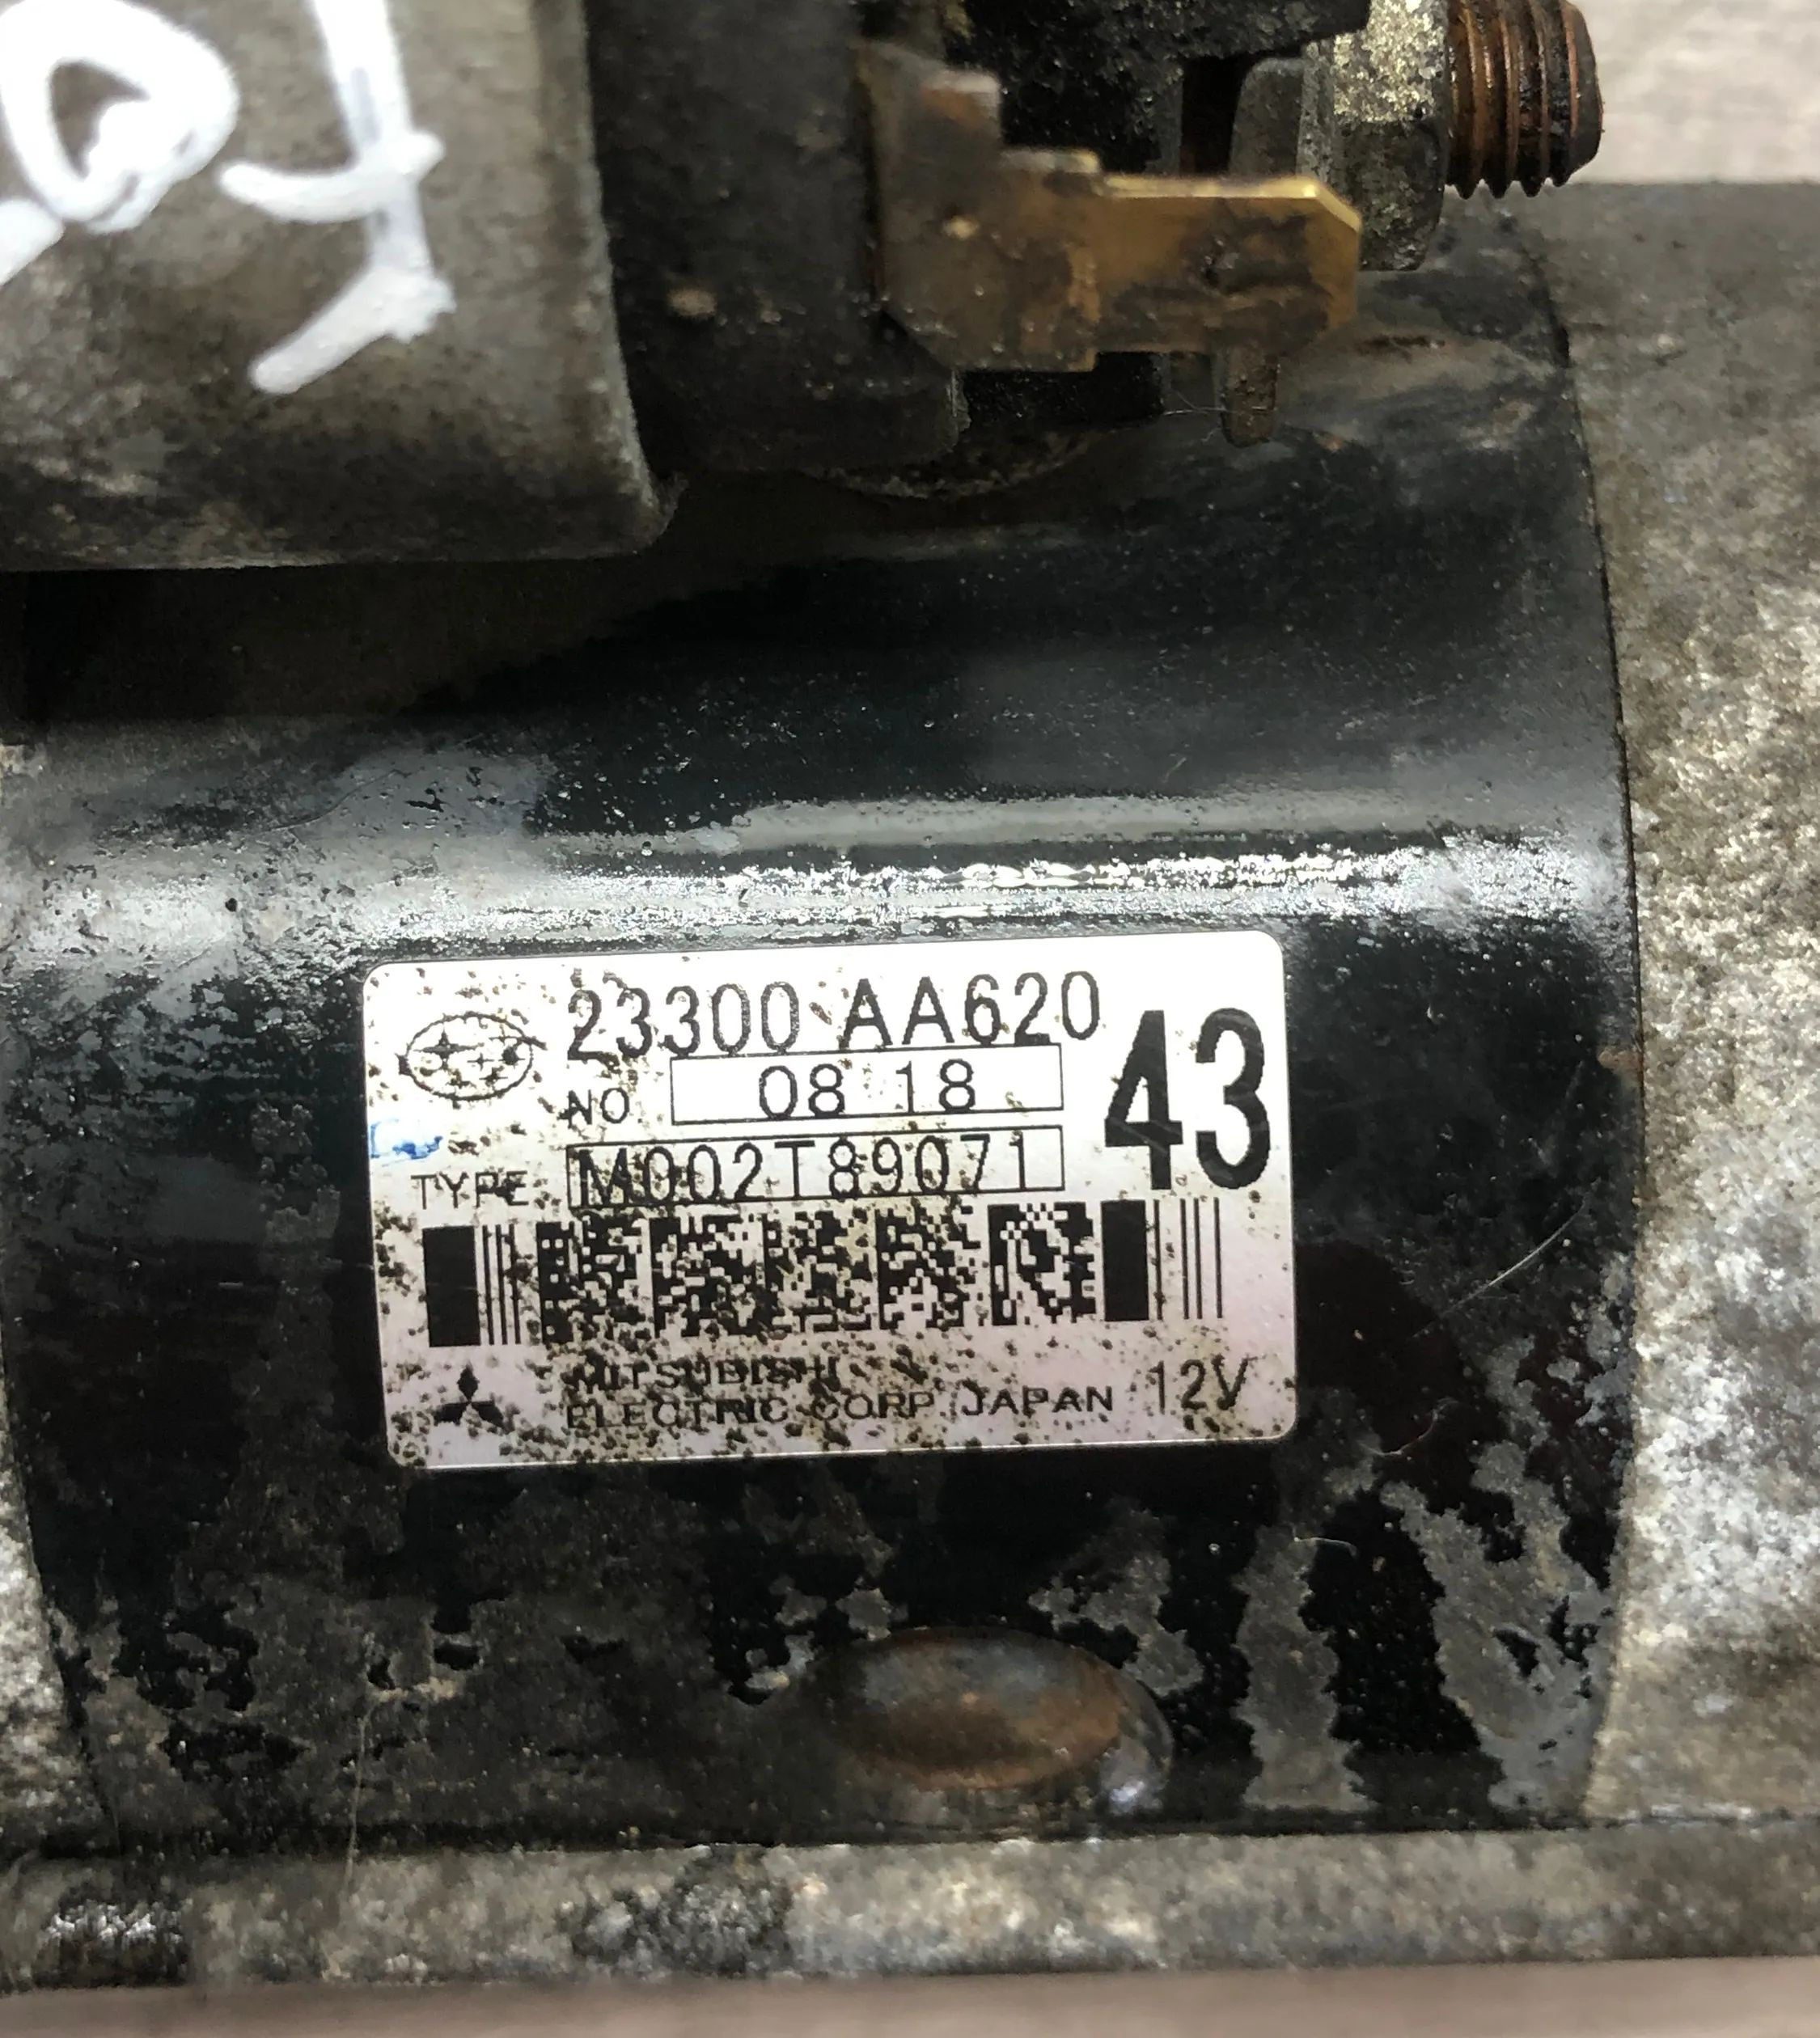 23300 AA620
43
NO 08 18
TYPE M002T89071
MITSUBISHI
ELECTRIC CORP. JAPAN 12V